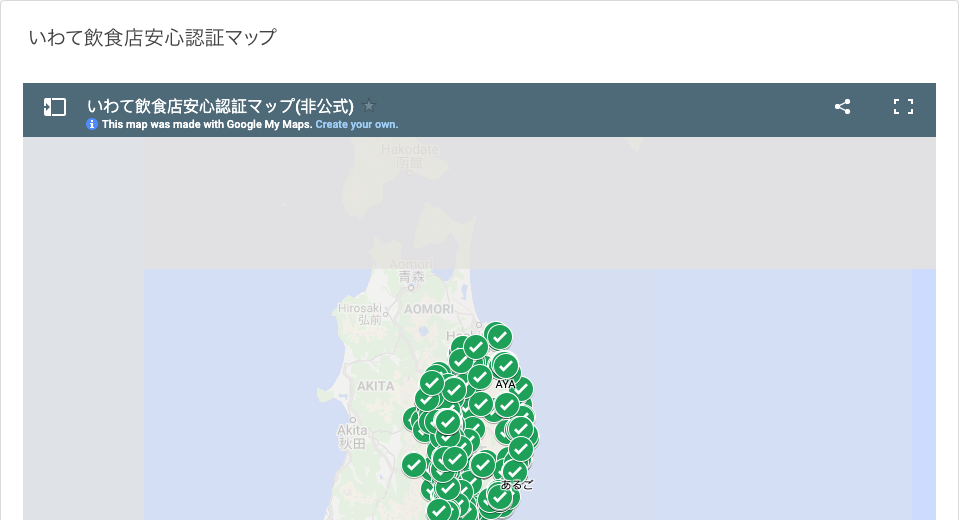 いわて飲食店安心認証マップ
いわて飲食店安心認証マップ(非公式)
This map was made with Google My Maps. Create your own.
Hakodate
函館
Aomori
青森
Hirosaki
弘前
AOMORI
AKITA
AYA
Akita
秋田
あるご